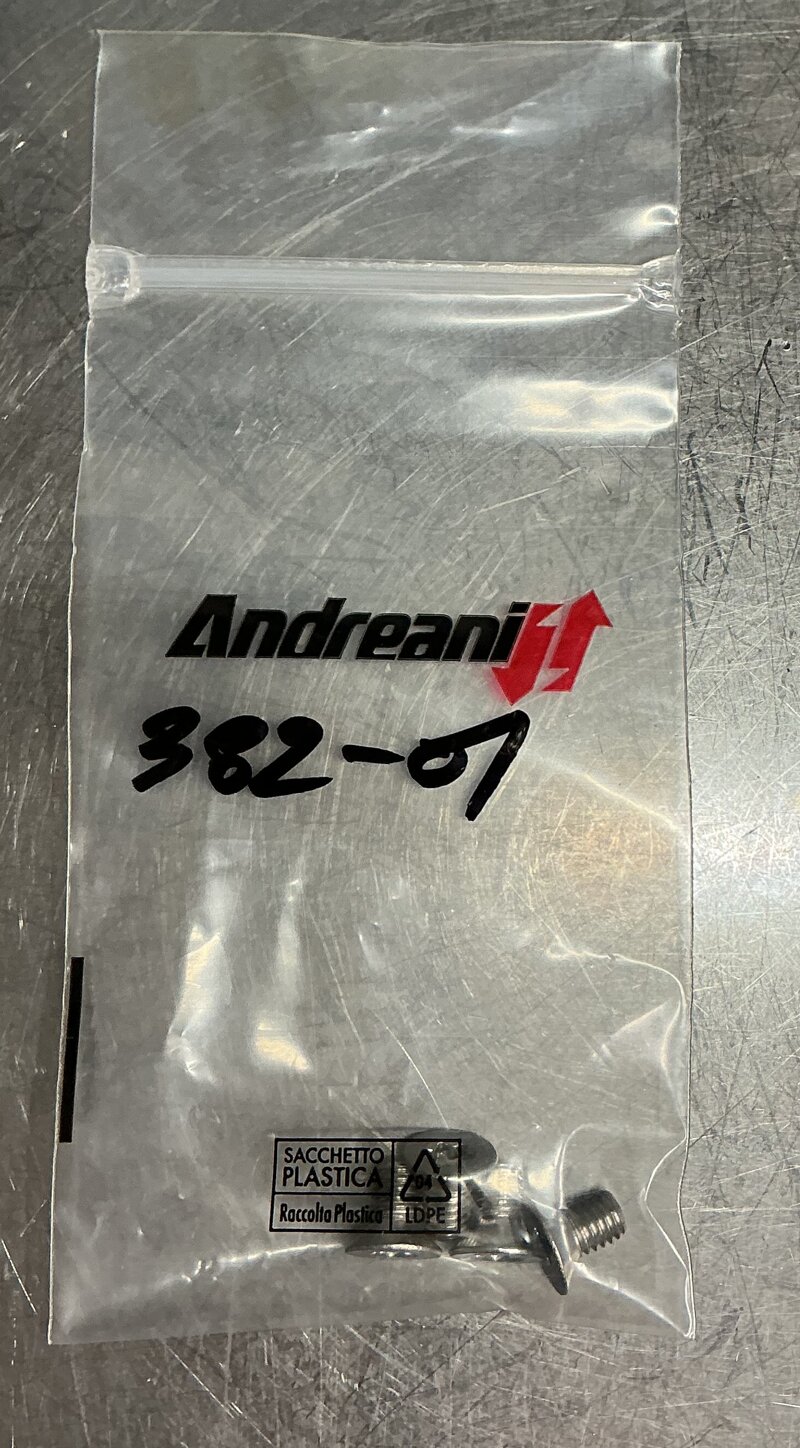 Andreani
382-01
SACCHETTO
PLASTICA
Raccolta Plastica
04
LDPE